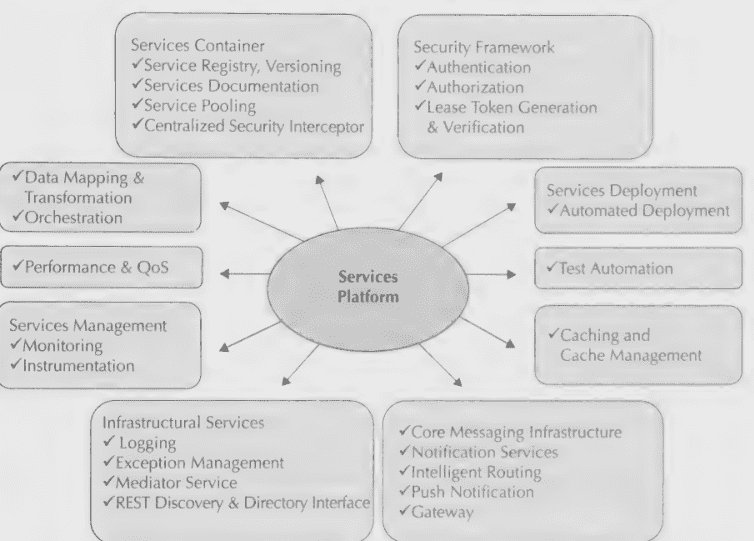 Services Container
✓Service Registry, Versioning
✓Services Documentation
✓Service Pooling
✓Centralized Security Interceptor
Security Framework
✓Authentication
✓Authorization
✓Lease Token Generation
& Verification
✓Data Mapping &
Transformation
✓Orchestration
Services Deployment
✓Automated Deployment
✓Performance & QoS
Services
Platform
✓Test Automation
Services Management
✓Monitoring
✓Instrumentation
✓Caching and
Cache Management
Infrastructural Services
✓ Logging
✓Exception Management
✓Mediator Service
✓REST Discovery & Directory Interface
✓Core Messaging Infrastructure
✓Notification Services
✓Intelligent Routing
✓Push Notification
✓Gateway